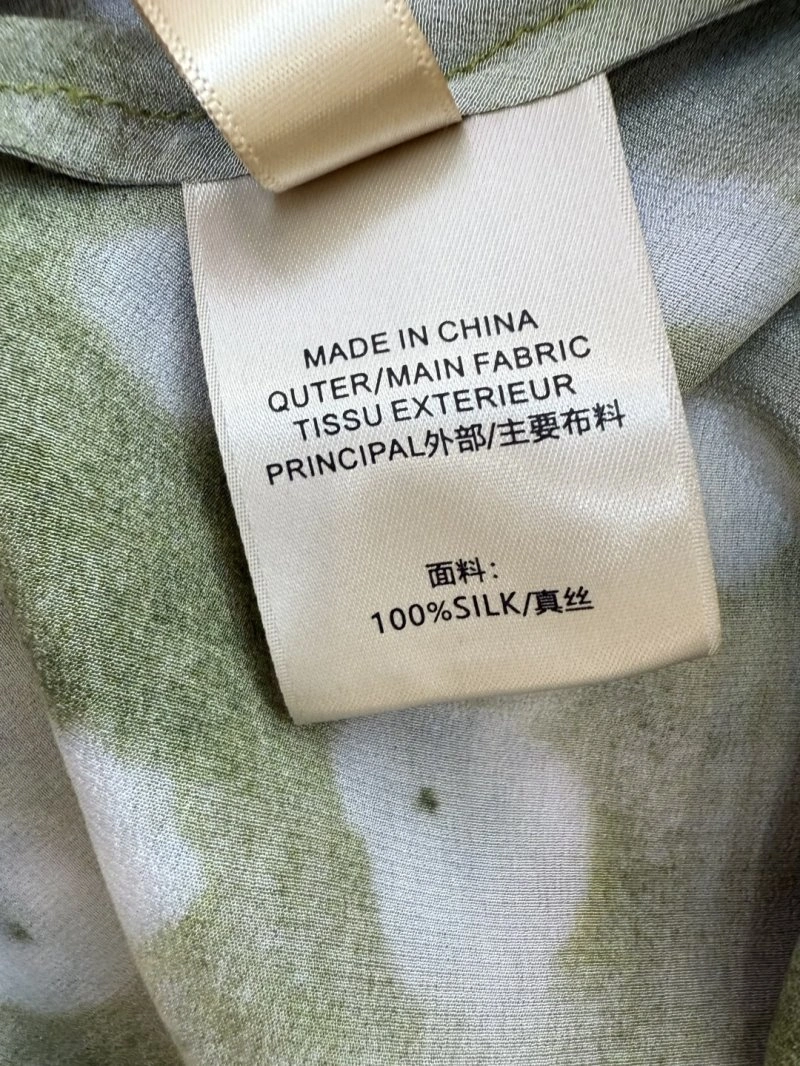 MADE IN CHINA
QUTER/MAIN FABRIC
TISSU EXTERIEUR
PRINCIPAL外部/主要布料
面料：
100%SILK/真丝